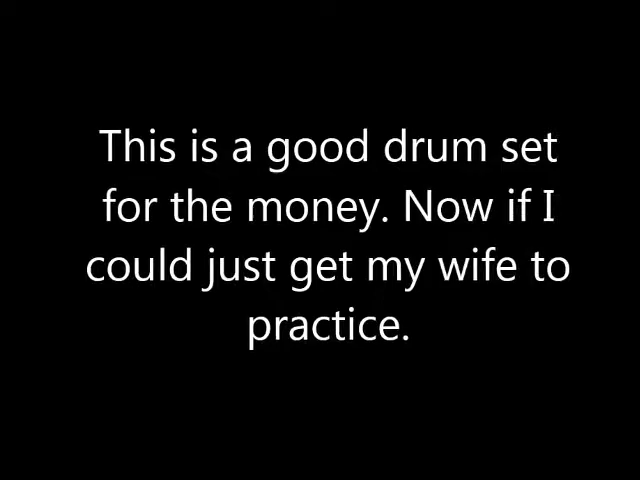 This is a good drum set
for the money. Now if I
could just get my wife to
practice.